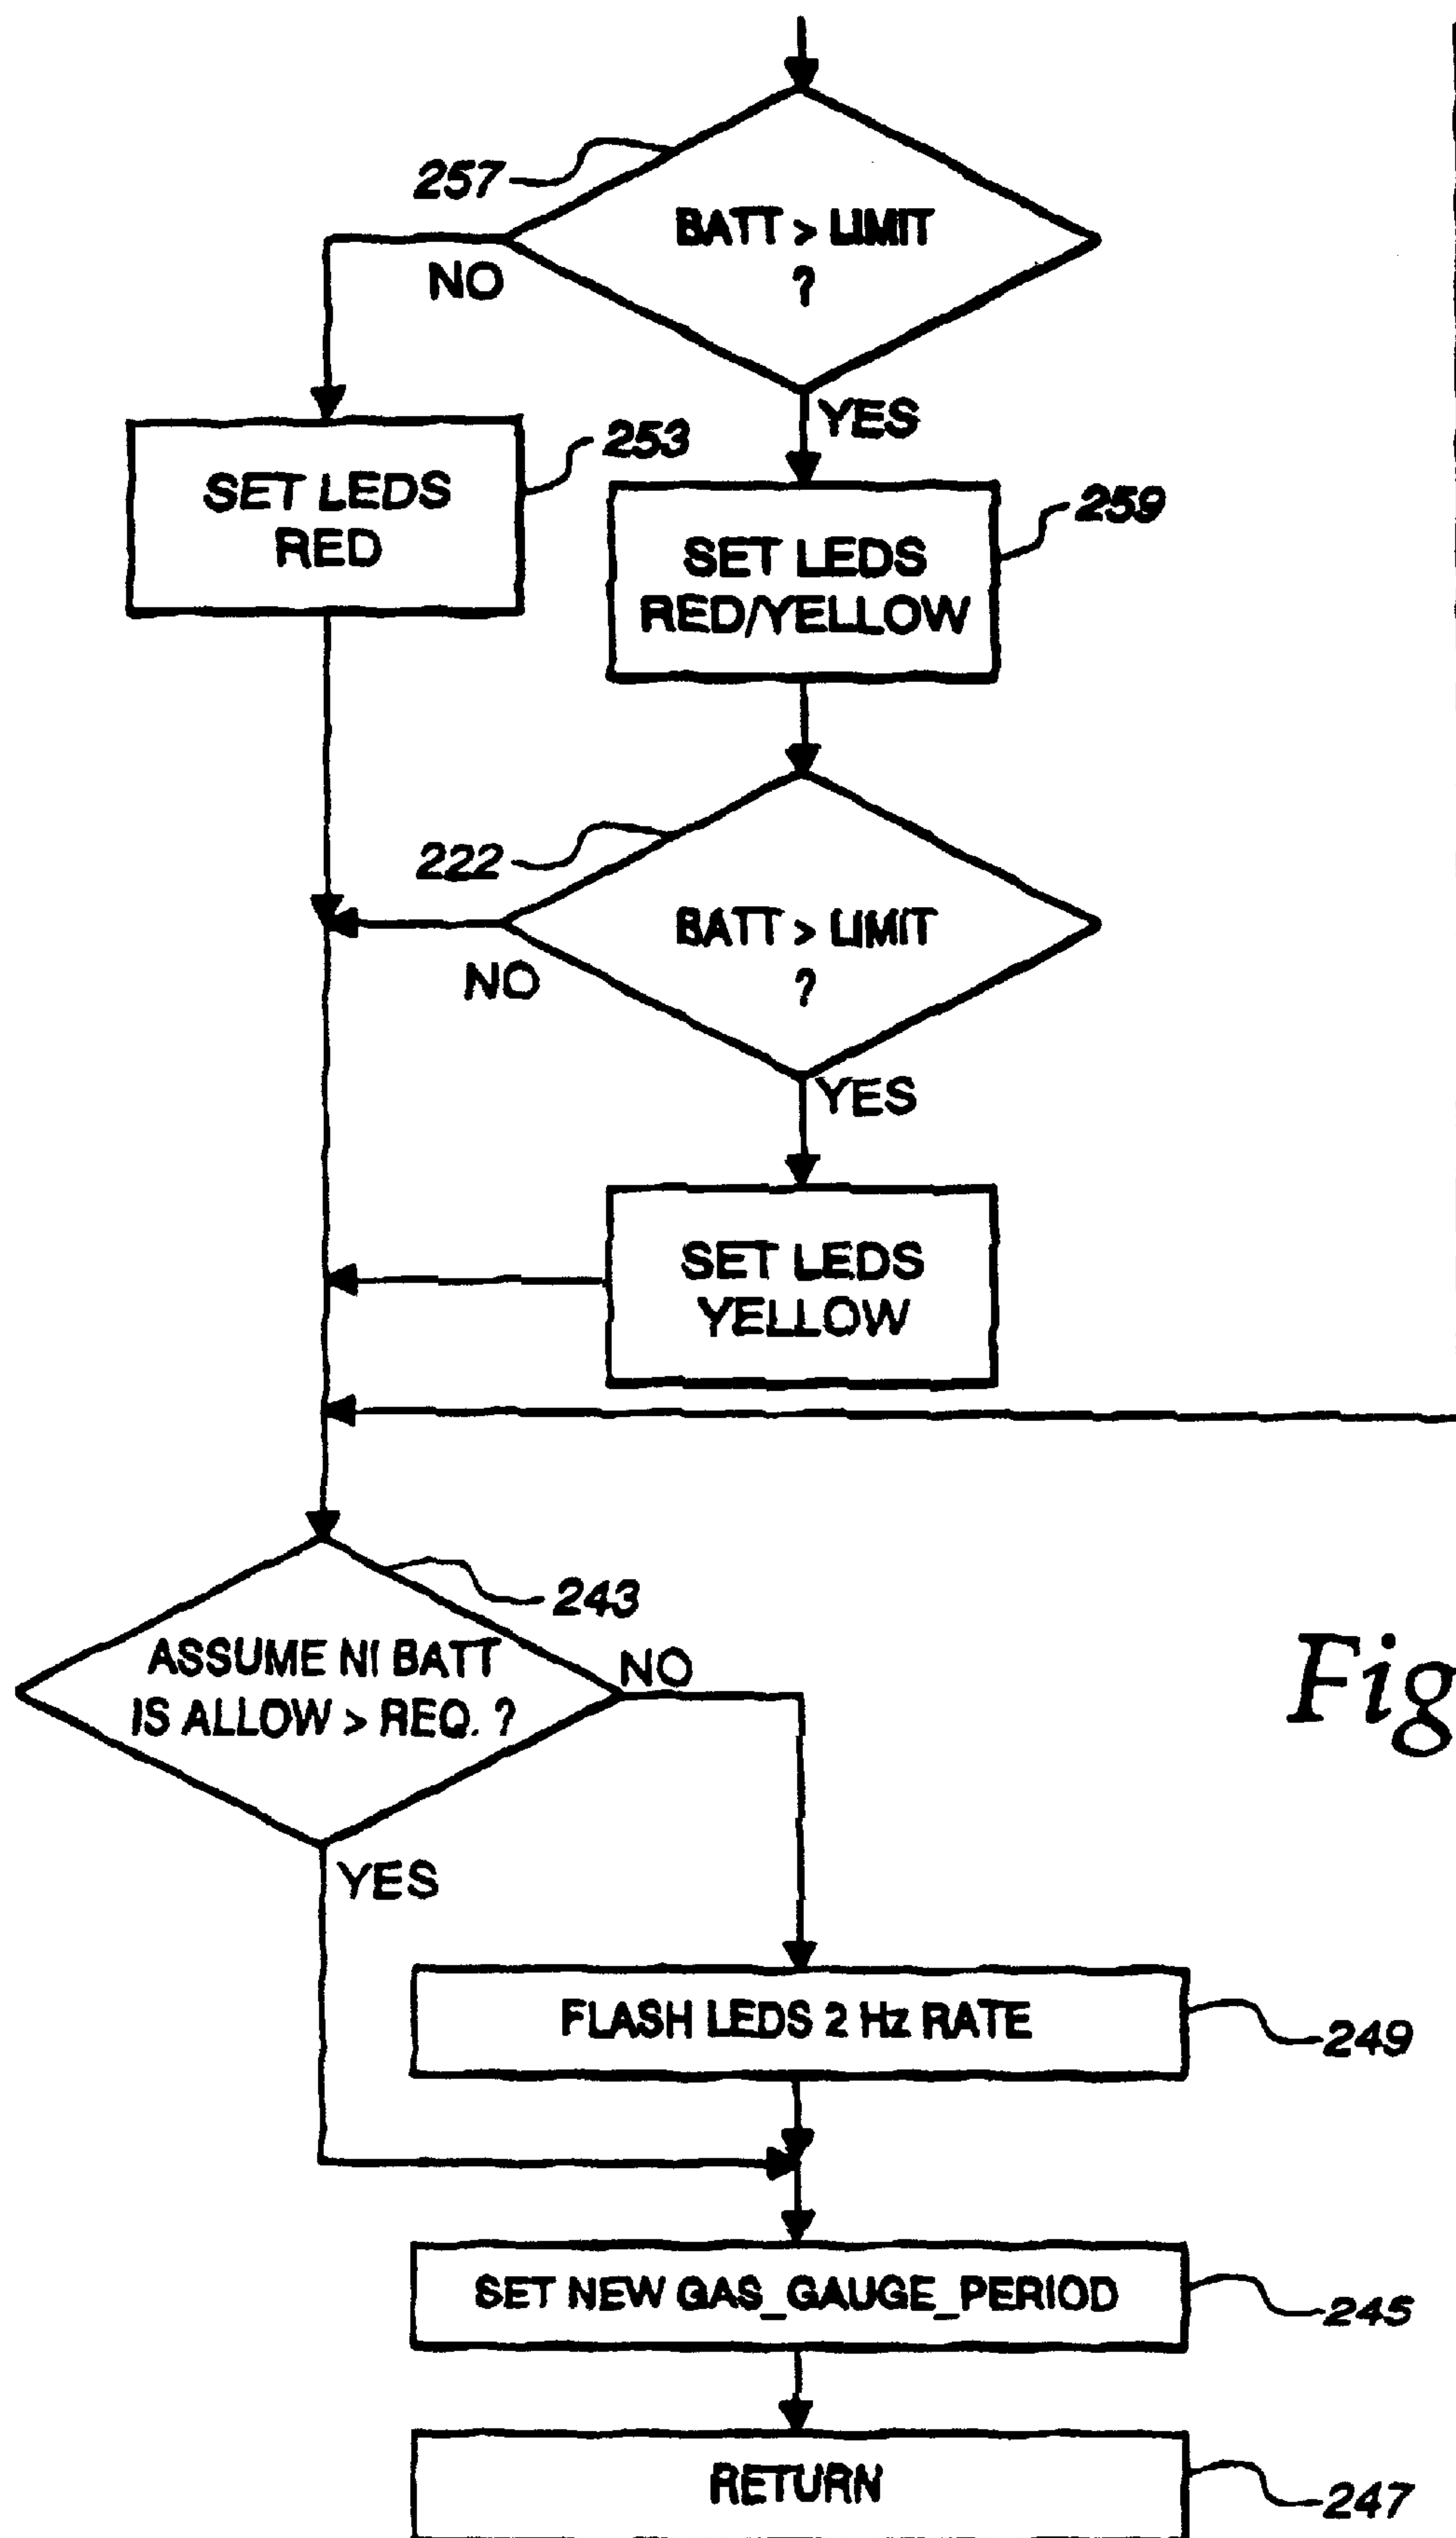 257
BATT > LIMIT
?
NO
YES
253
SET LEDS
RED
259
SET LEDS
RED/YELLOW
222
BATT > LIMIT
?
NO
YES
SET LEDS
YELLOW
243
ASSUME NI BATT
IS ALLOW > REQ. ?
NO
Fig
YES
FLASH LEDS 2 Hz RATE
249
SET NEW GAS_GAUGE_PERIOD
245
RETURN
247